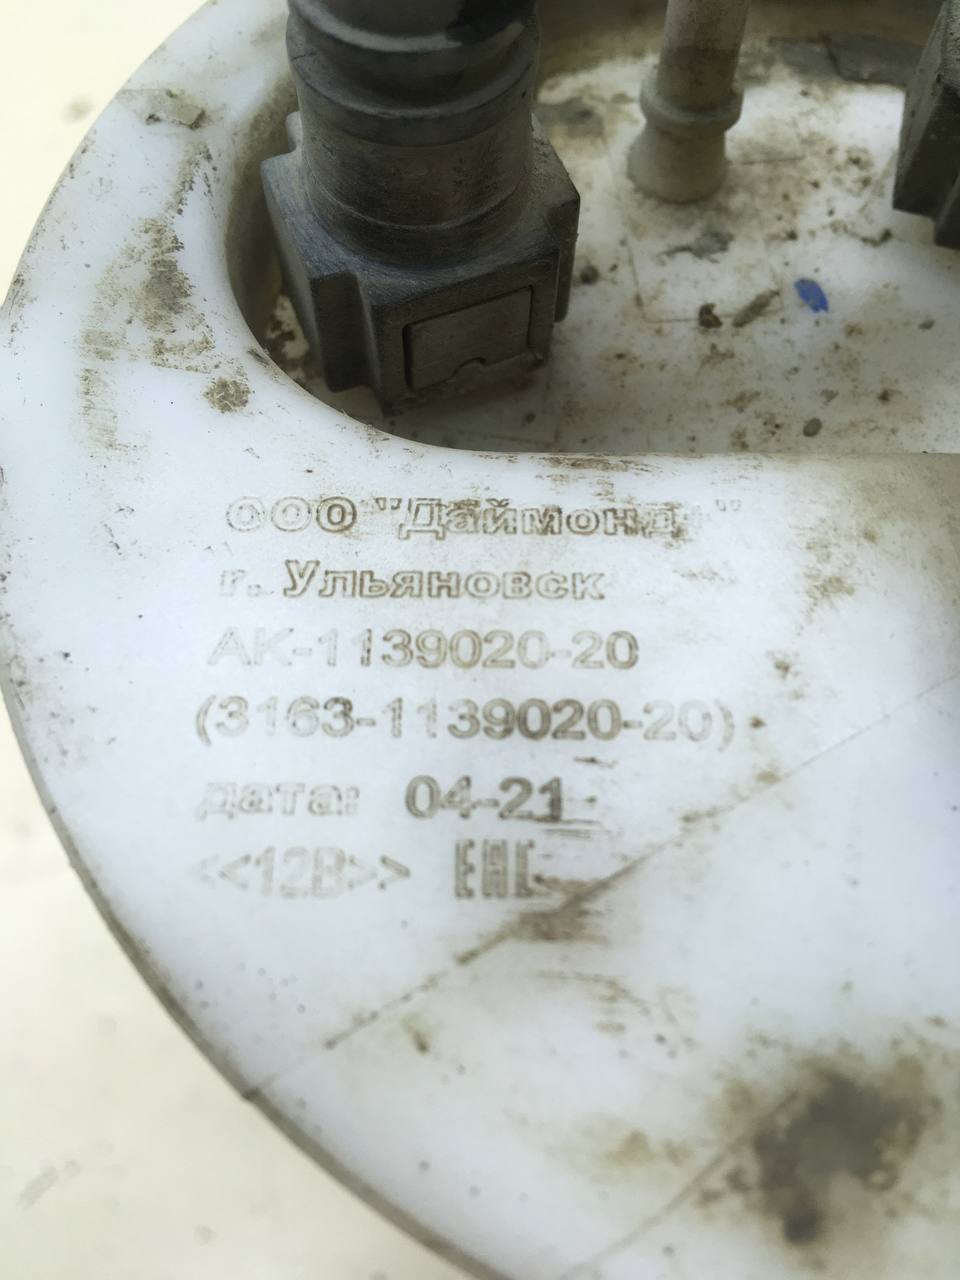 ООО "Даймонд"
г. Ульяновск
АК-1139020-20
(3163-1139020-20)
дата: 04-21
<<12В>> ЕАС